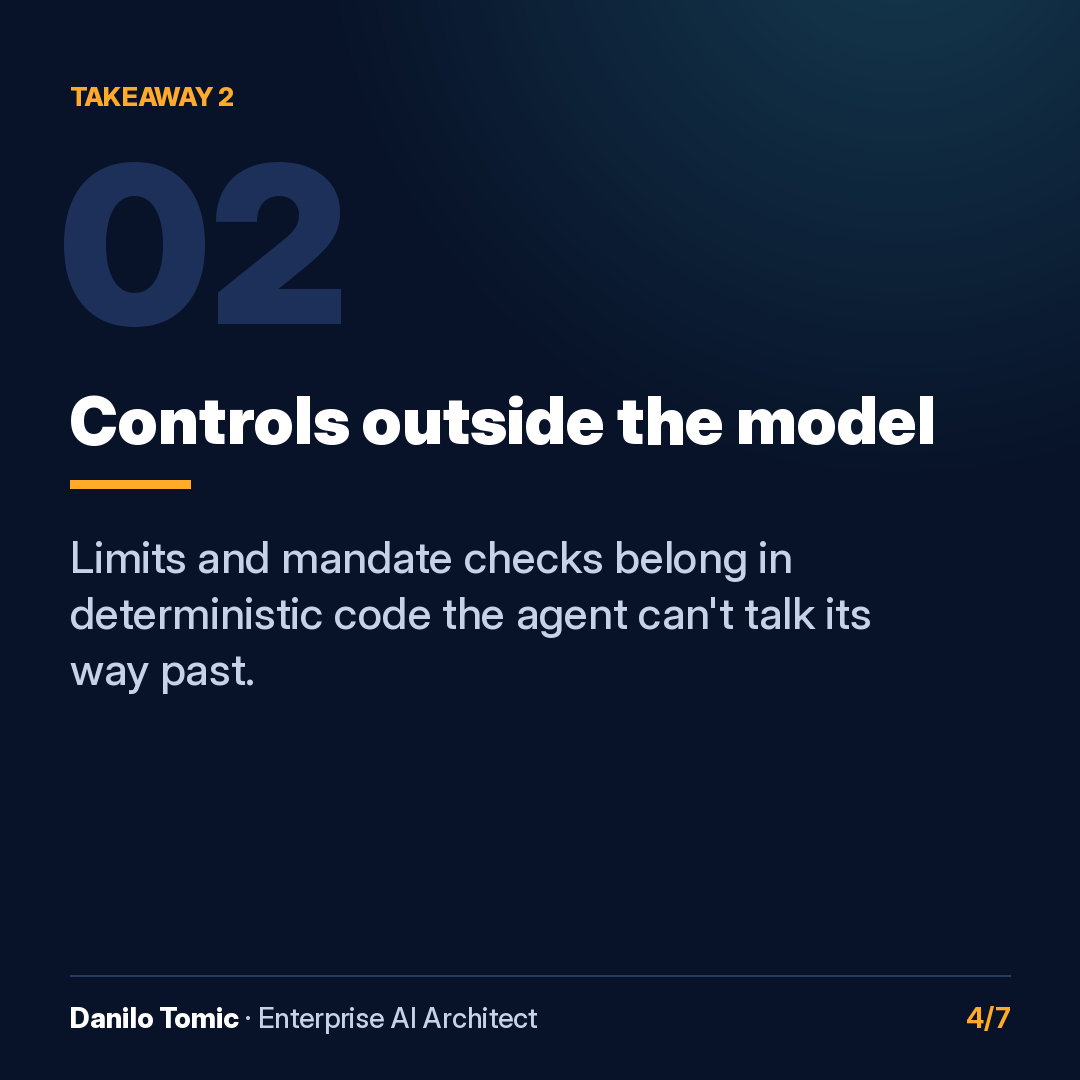 TAKEAWAY 2
02
Controls outside the model
Limits and mandate checks belong in
deterministic code the agent can't talk its
way past.
Danilo Tomic · Enterprise AI Architect
4/7